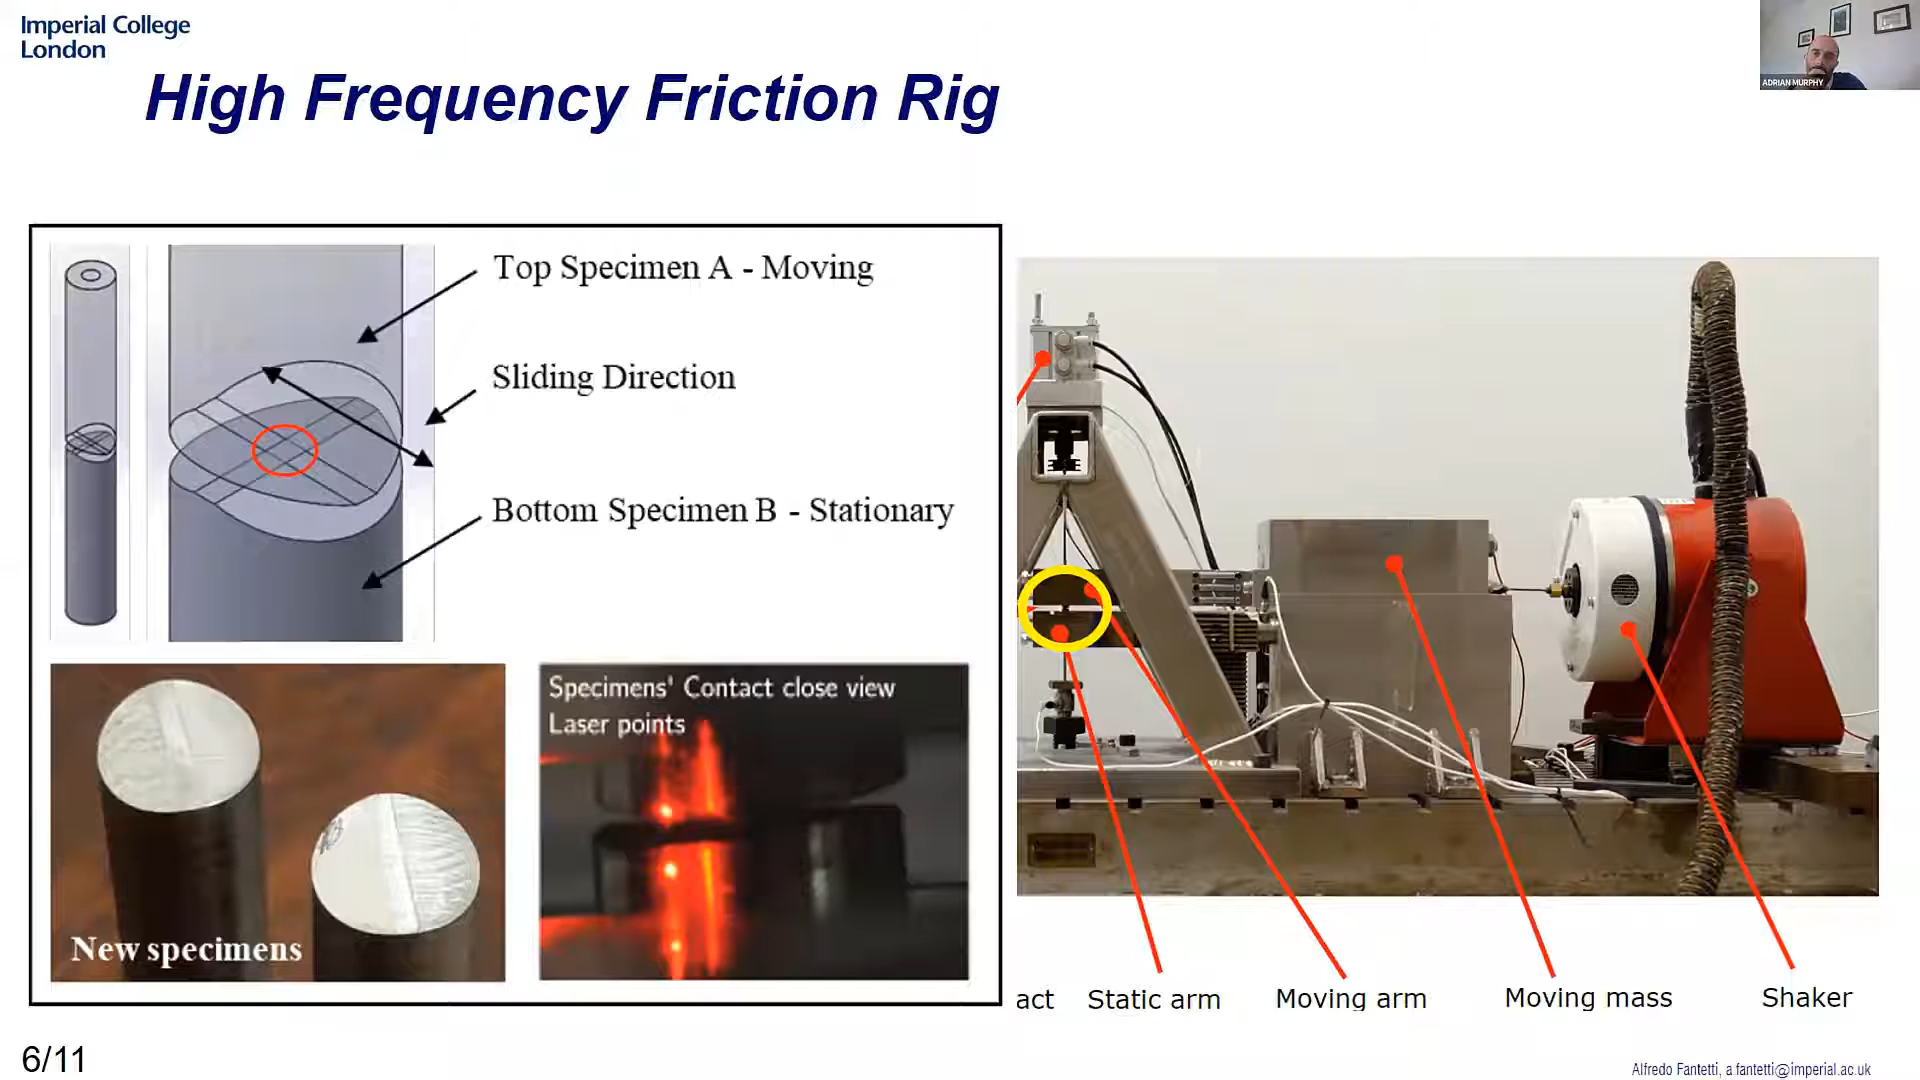 Imperial College
London
High Frequency Friction Rig
ADRIAN MURPHY
Top Specimen A - Moving
Sliding Direction
Bottom Specimen B - Stationary
New specimens
Specimens' Contact close view
Laser points
act
Static arm
Moving arm
Moving mass
Shaker
6/11
Alfredo Fantetti, a.fantetti@imperial.ac.uk